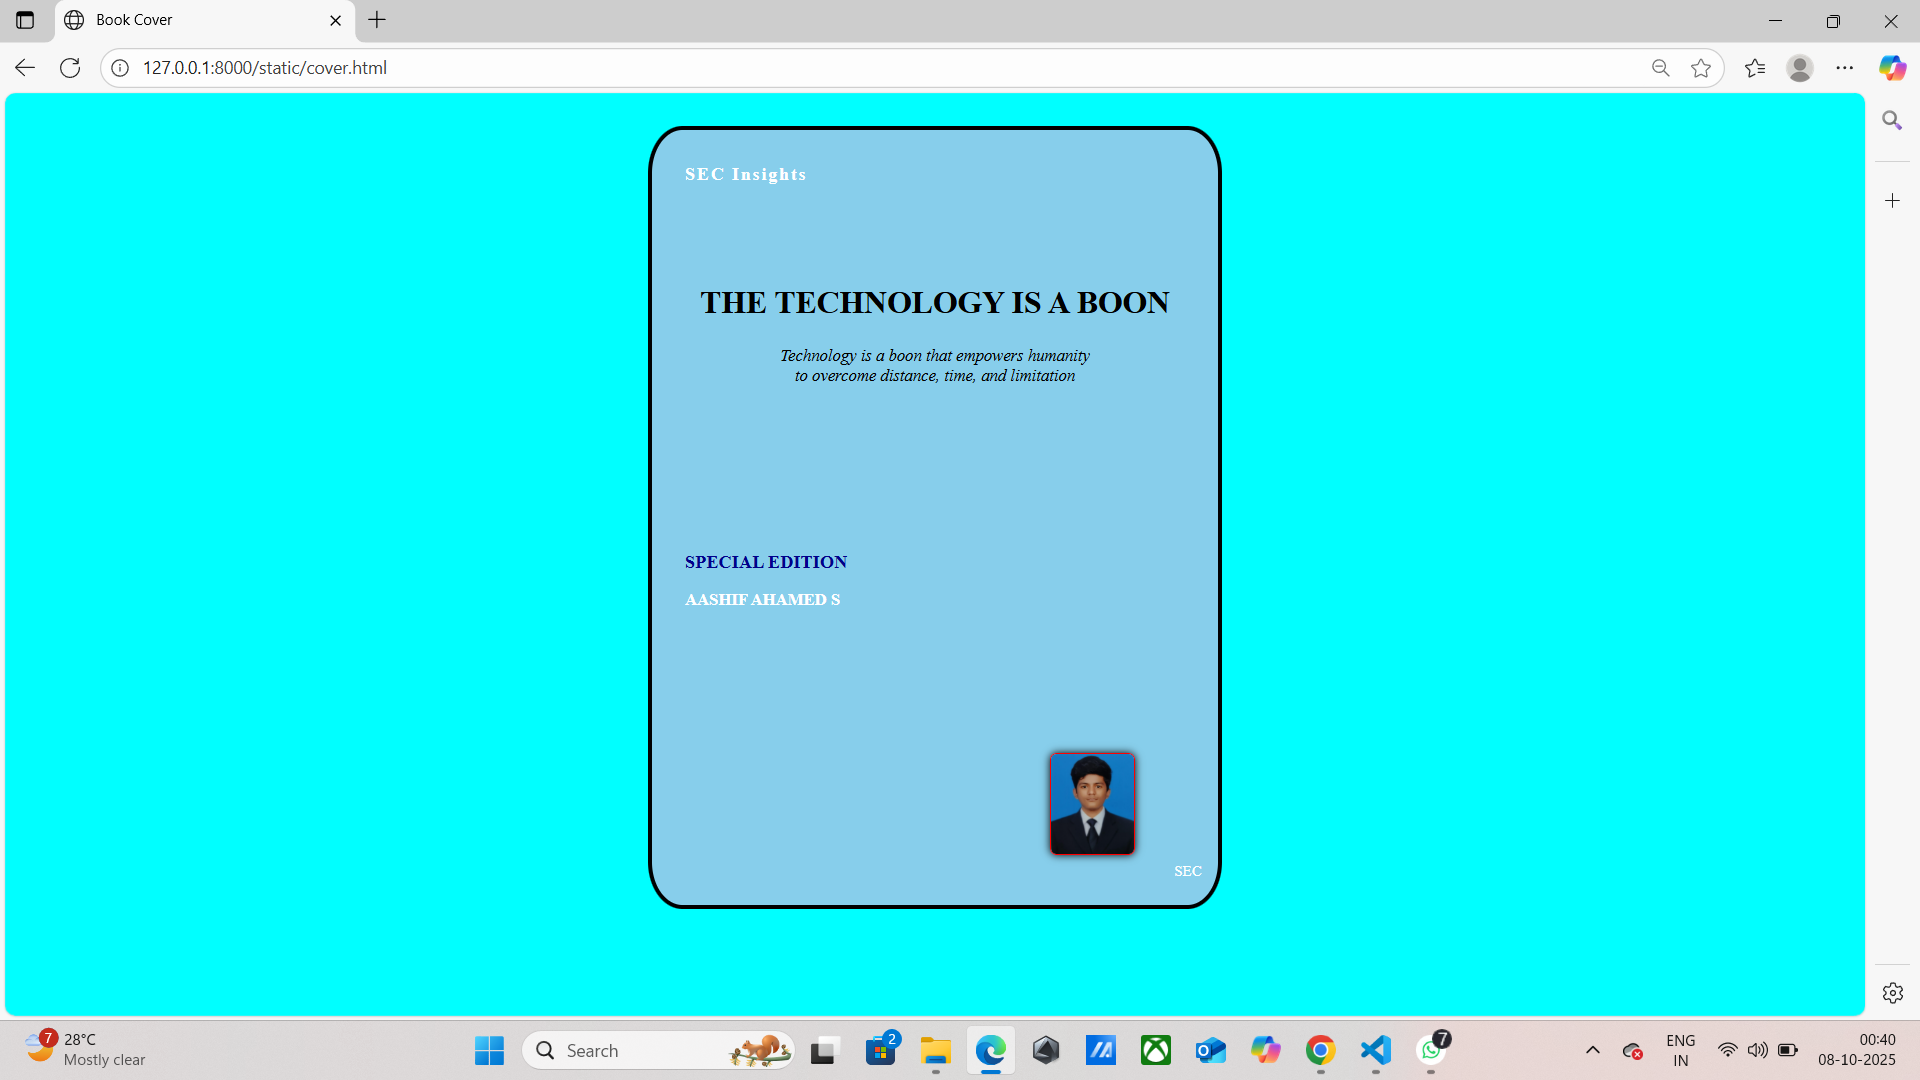 Book Cover
127.0.0.1:8000/static/cover.html
SEC Insights
THE TECHNOLOGY IS A BOON
Technology is a boon that empowers humanity
to overcome distance, time, and limitation
SPECIAL EDITION
AASHIF AHAMED S
SEC
7
28°C
Mostly clear
Search
2
7
ENG
IN
00:40
08-10-2025